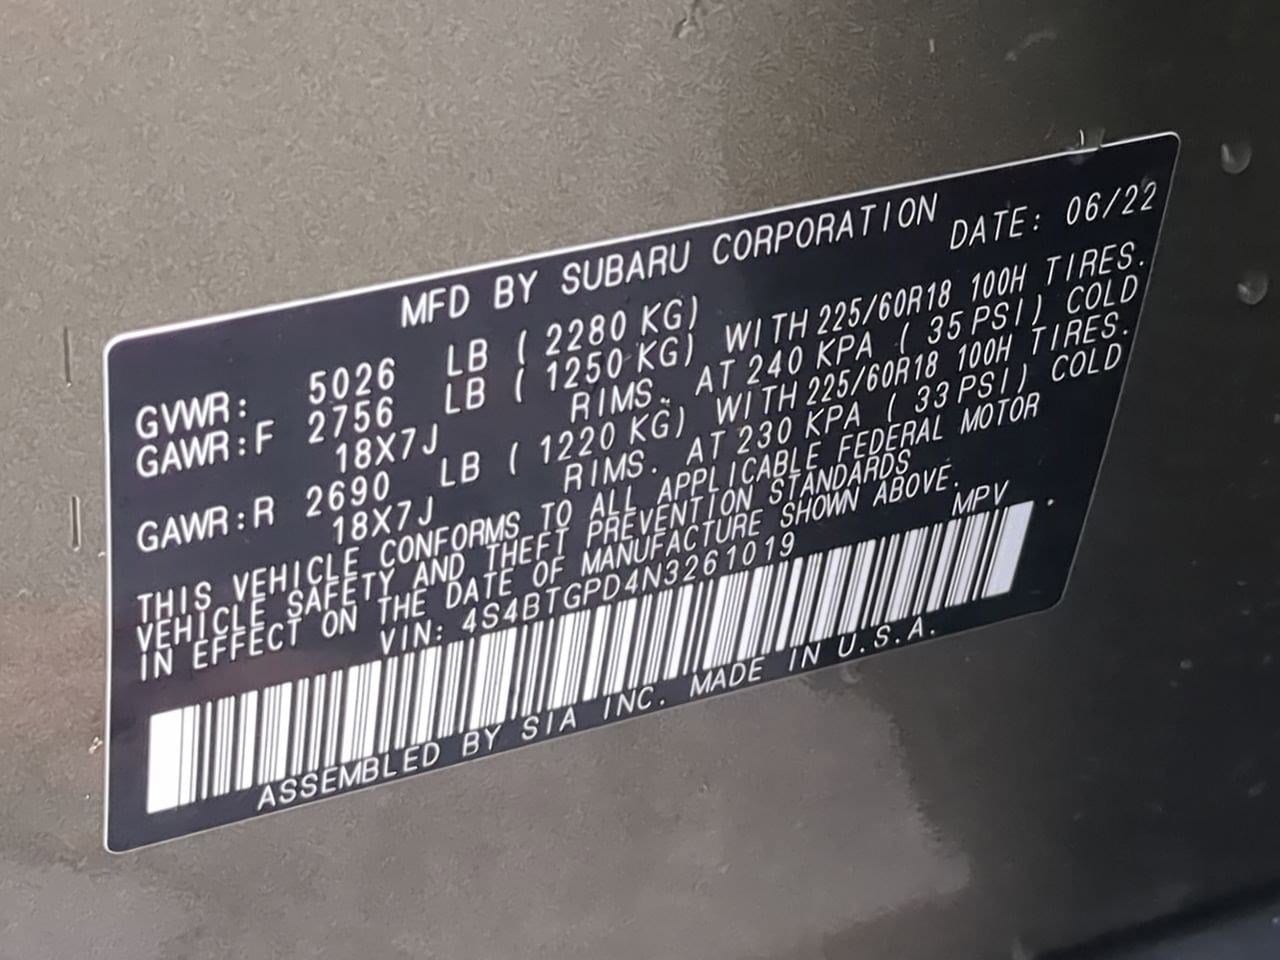 MFD BY SUBARU CORPORATION
DATE: 06/22
GVWR: 5026 LB ( 2280 KG)
GAWR:F 2756 LB ( 1250 KG) WITH 225/60R18 100H TIRES.
18X7J RIMS. AT 240 KPA ( 35 PSI) COLD
GAWR:R 2690 LB ( 1220 KG) WITH 225/60R18 100H TIRES.
18X7J RIMS. AT 230 KPA ( 33 PSI) COLD
THIS VEHICLE CONFORMS TO ALL APPLICABLE FEDERAL MOTOR
VEHICLE SAFETY AND THEFT PREVENTION STANDARDS
IN EFFECT ON THE DATE OF MANUFACTURE SHOWN ABOVE.
VIN: 4S4BTGPD4N3261019 MPV
ASSEMBLED BY SIA INC. MADE IN U.S.A.